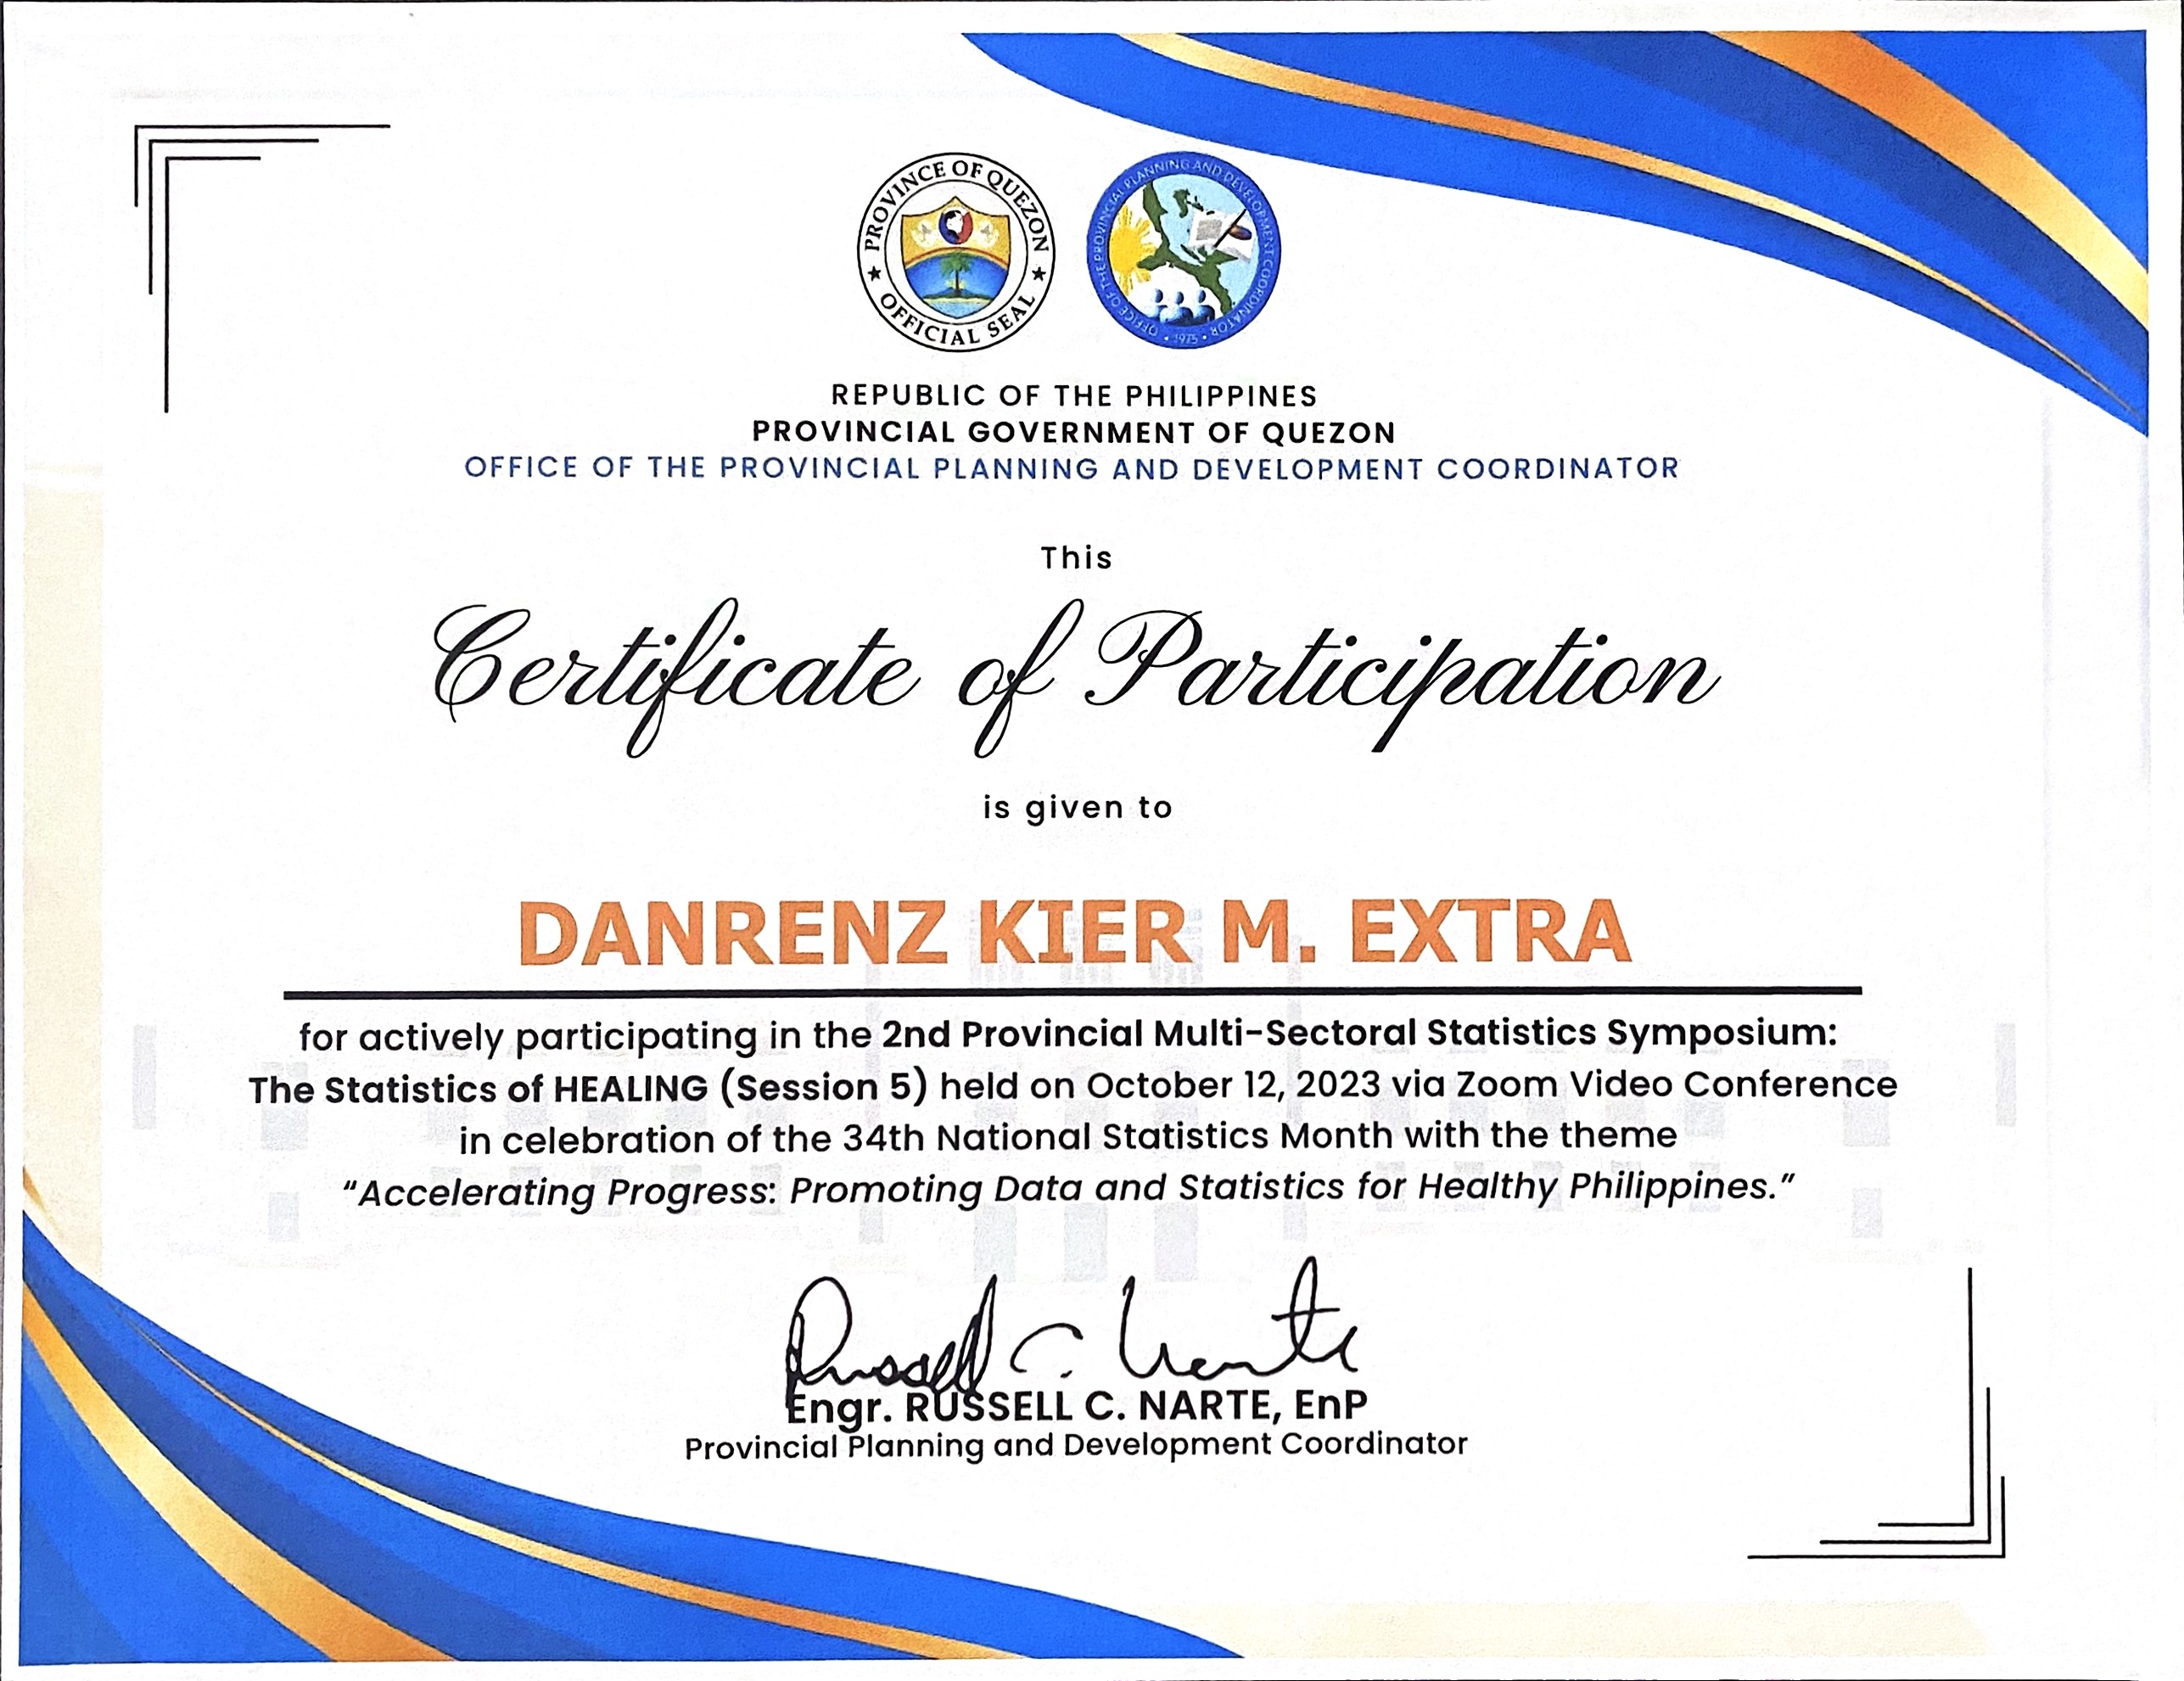 PROVINCE OF QUEZON
OFFICIAL SEAL
OFFICE OF THE PROVINCIAL PLANNING AND DEVELOPMENT COORDINATOR
1975
REPUBLIC OF THE PHILIPPINES
PROVINCIAL GOVERNMENT OF QUEZON
OFFICE OF THE PROVINCIAL PLANNING AND DEVELOPMENT COORDINATOR
This
Certificate of Participation
is given to
DANRENZ KIER M. EXTRA
for actively participating in the 2nd Provincial Multi-Sectoral Statistics Symposium:
The Statistics of HEALING (Session 5) held on October 12, 2023 via Zoom Video Conference
in celebration of the 34th National Statistics Month with the theme
“Accelerating Progress: Promoting Data and Statistics for Healthy Philippines.”
Russell C. Narte
Engr. RUSSELL C. NARTE, EnP
Provincial Planning and Development Coordinator